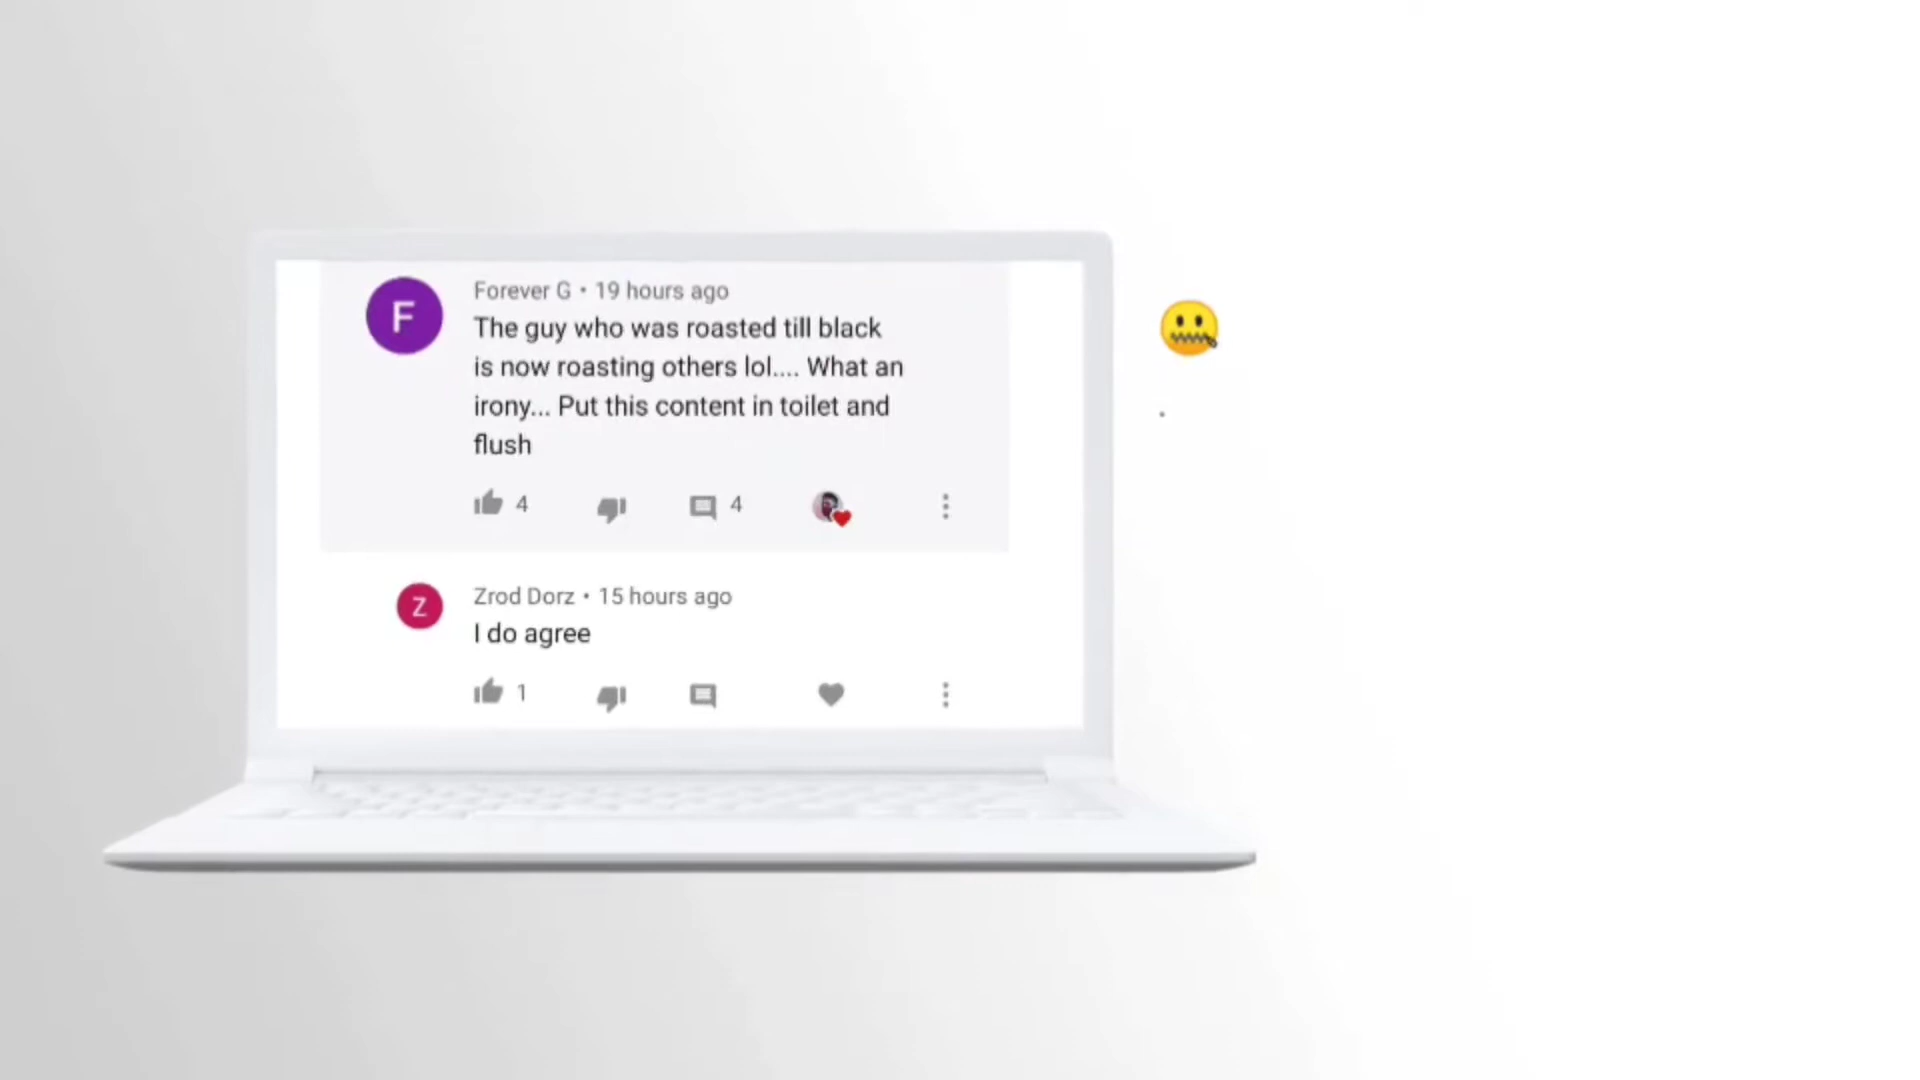 F
Forever G • 19 hours ago
The guy who was roasted till black
is now roasting others lol.... What an
irony... Put this content in toilet and
flush
4
4
Z
Zrod Dorz • 15 hours ago
I do agree
1